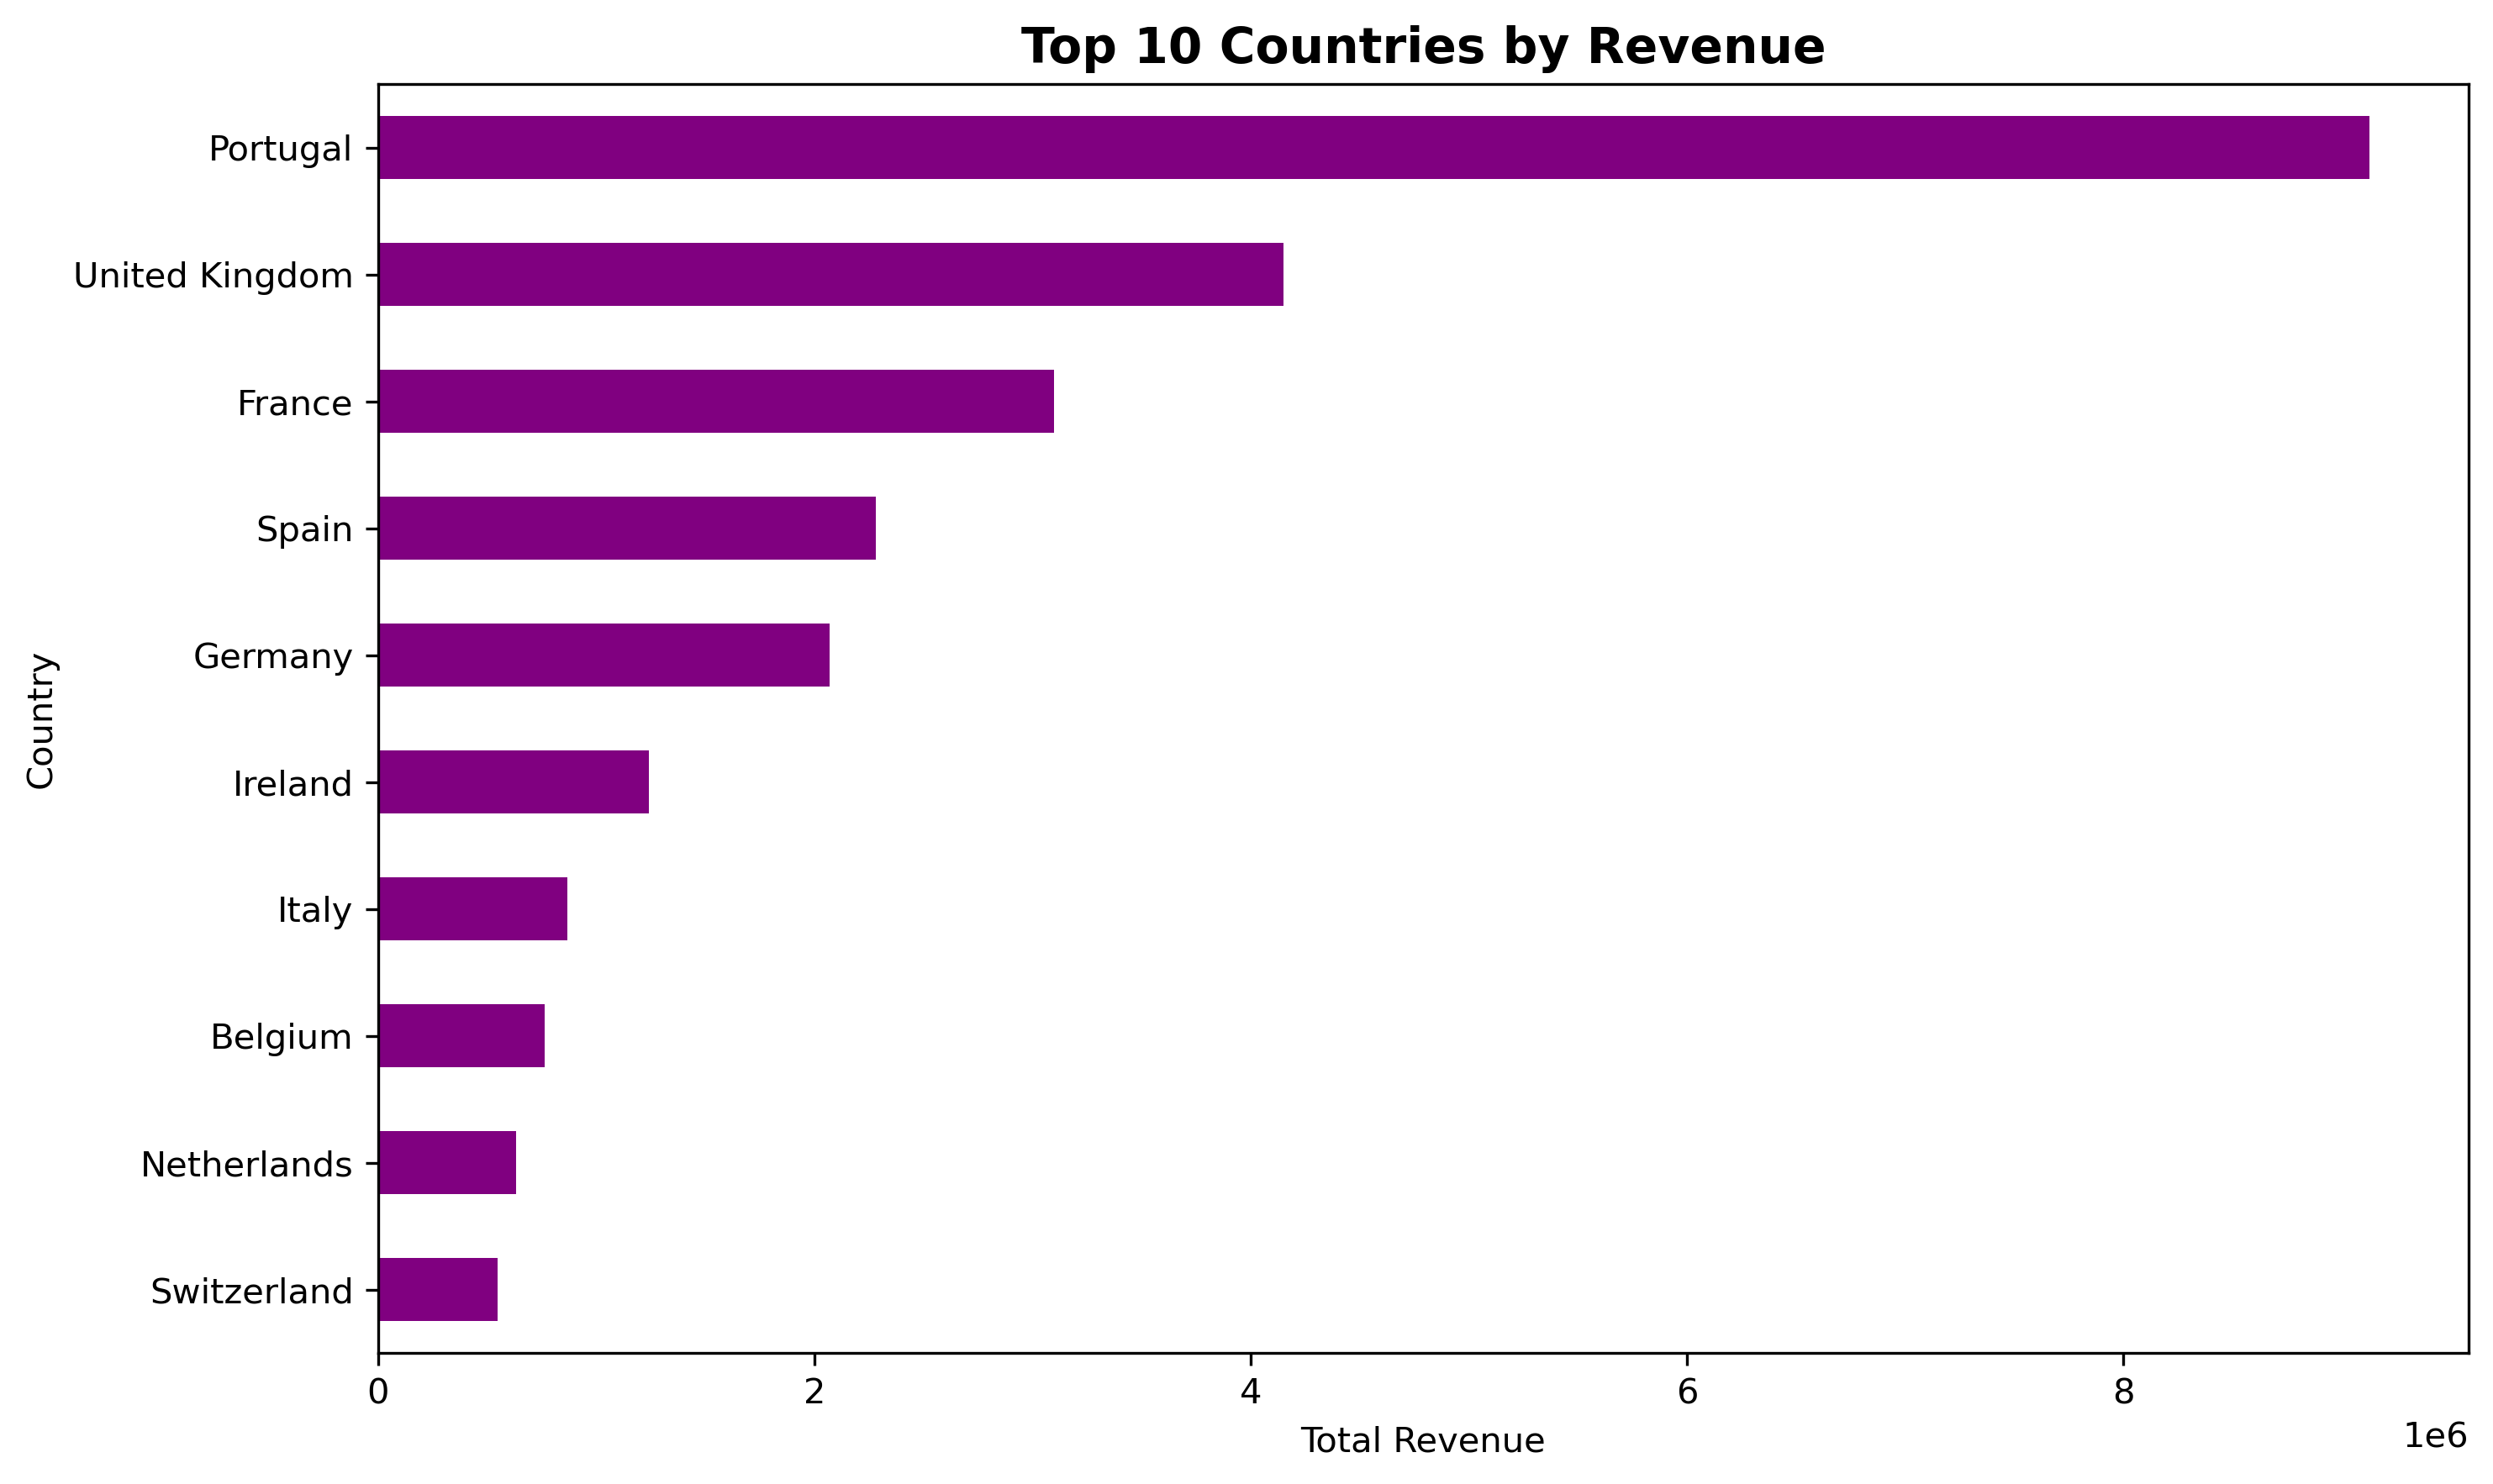 Top 10 Countries by Revenue
Portugal
United Kingdom
France
Spain
Germany
Ireland
Italy
Belgium
Netherlands
Switzerland
Country
0 2 4 6 8
1e6
Total Revenue